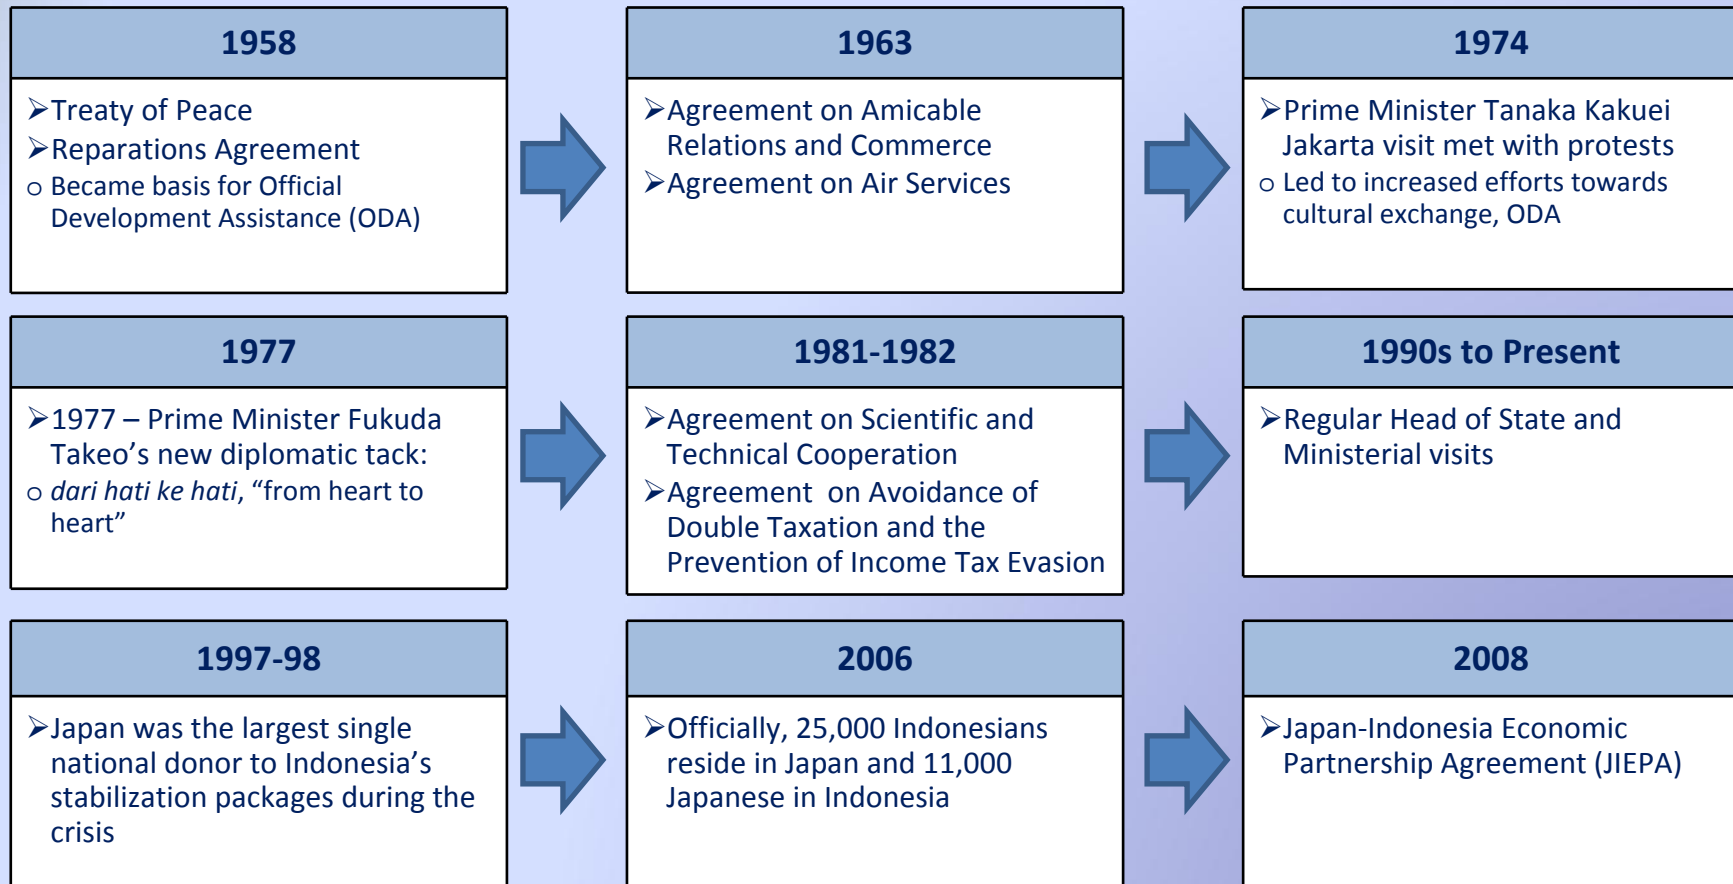 1958
➢Treaty of Peace
➢Reparations Agreement
o Became basis for Official
Development Assistance (ODA)
1963
➢Agreement on Amicable
Relations and Commerce
➢Agreement on Air Services
1974
➢Prime Minister Tanaka Kakuei
Jakarta visit met with protests
o Led to increased efforts towards
cultural exchange, ODA
1977
➢1977 – Prime Minister Fukuda
Takeo’s new diplomatic tack:
o dari hati ke hati, “from heart to
heart”
1981-1982
➢Agreement on Scientific and
Technical Cooperation
➢Agreement on Avoidance of
Double Taxation and the
Prevention of Income Tax Evasion
1990s to Present
➢Regular Head of State and
Ministerial visits
1997-98
➢Japan was the largest single
national donor to Indonesia’s
stabilization packages during the
crisis
2006
➢Officially, 25,000 Indonesians
reside in Japan and 11,000
Japanese in Indonesia
2008
➢Japan-Indonesia Economic
Partnership Agreement (JIEPA)